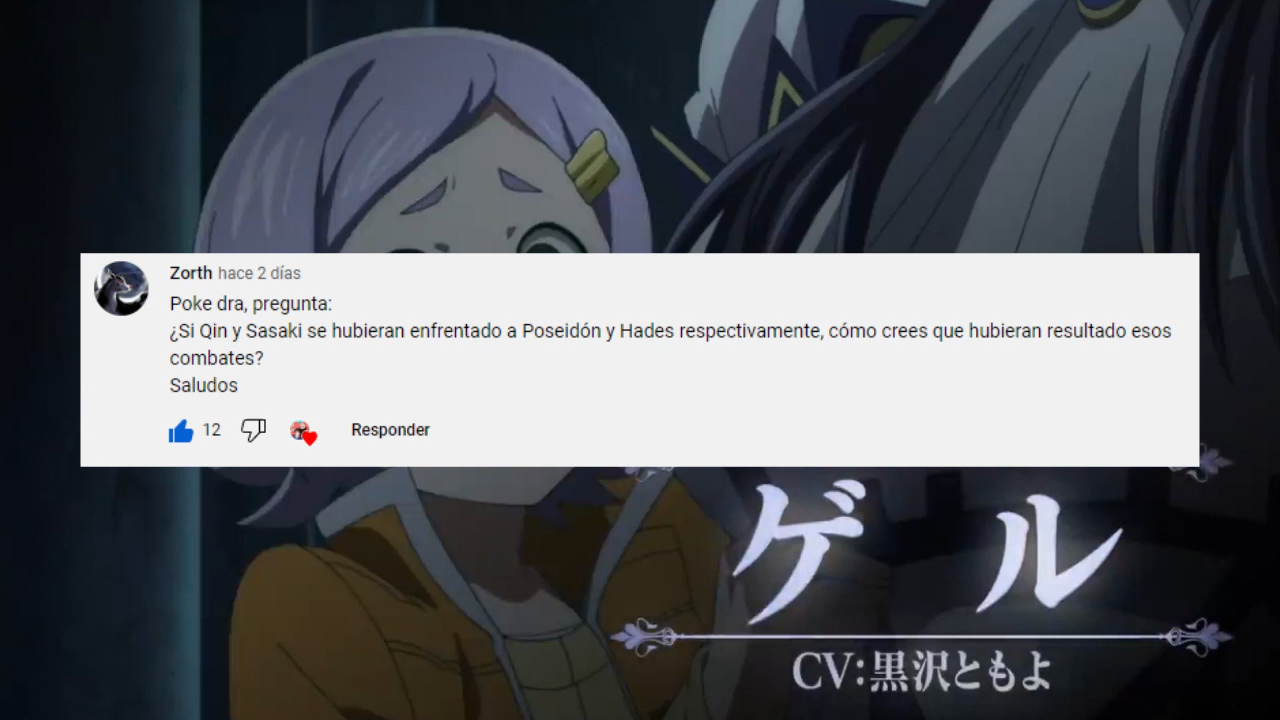 Zorth hace 2 días
Poke dra, pregunta:
¿Si Qin y Sasaki se hubieran enfrentado a Poseidón y Hades respectivamente, cómo crees que hubieran resultado esos
combates?
Saludos
12 Responder
ゲル
CV:黒沢ともよ